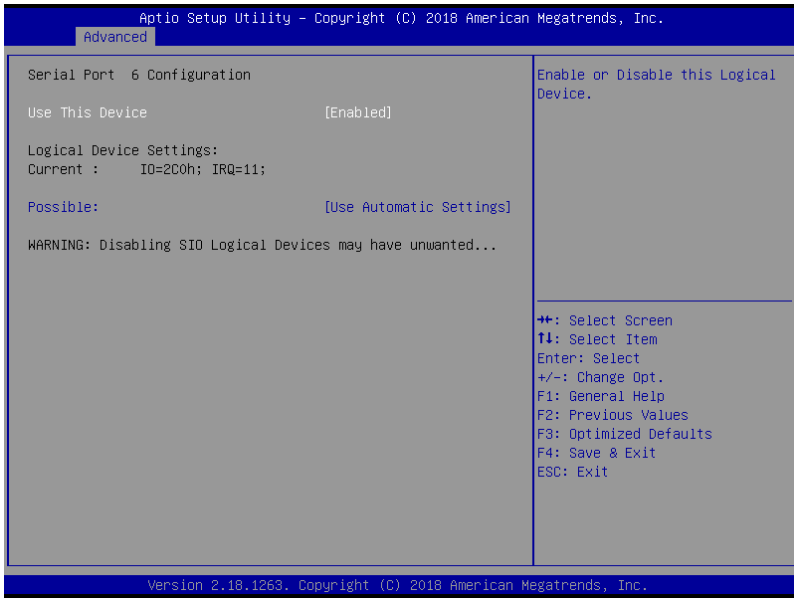 Aptio Setup Utility – Copyright (C) 2018 American Megatrends, Inc.
Advanced
Serial Port  6 Configuration
Use This Device [Enabled]
Logical Device Settings:
Current :    IO=2C0h; IRQ=11;
Possible: [Use Automatic Settings]
WARNING: Disabling SIO Logical Devices may have unwanted...
Enable or Disable this Logical
Device.
→←: Select Screen
↑↓: Select Item
Enter: Select
+/-: Change Opt.
F1: General Help
F2: Previous Values
F3: Optimized Defaults
F4: Save & Exit
ESC: Exit
Version 2.18.1263. Copyright (C) 2018 American Megatrends, Inc.